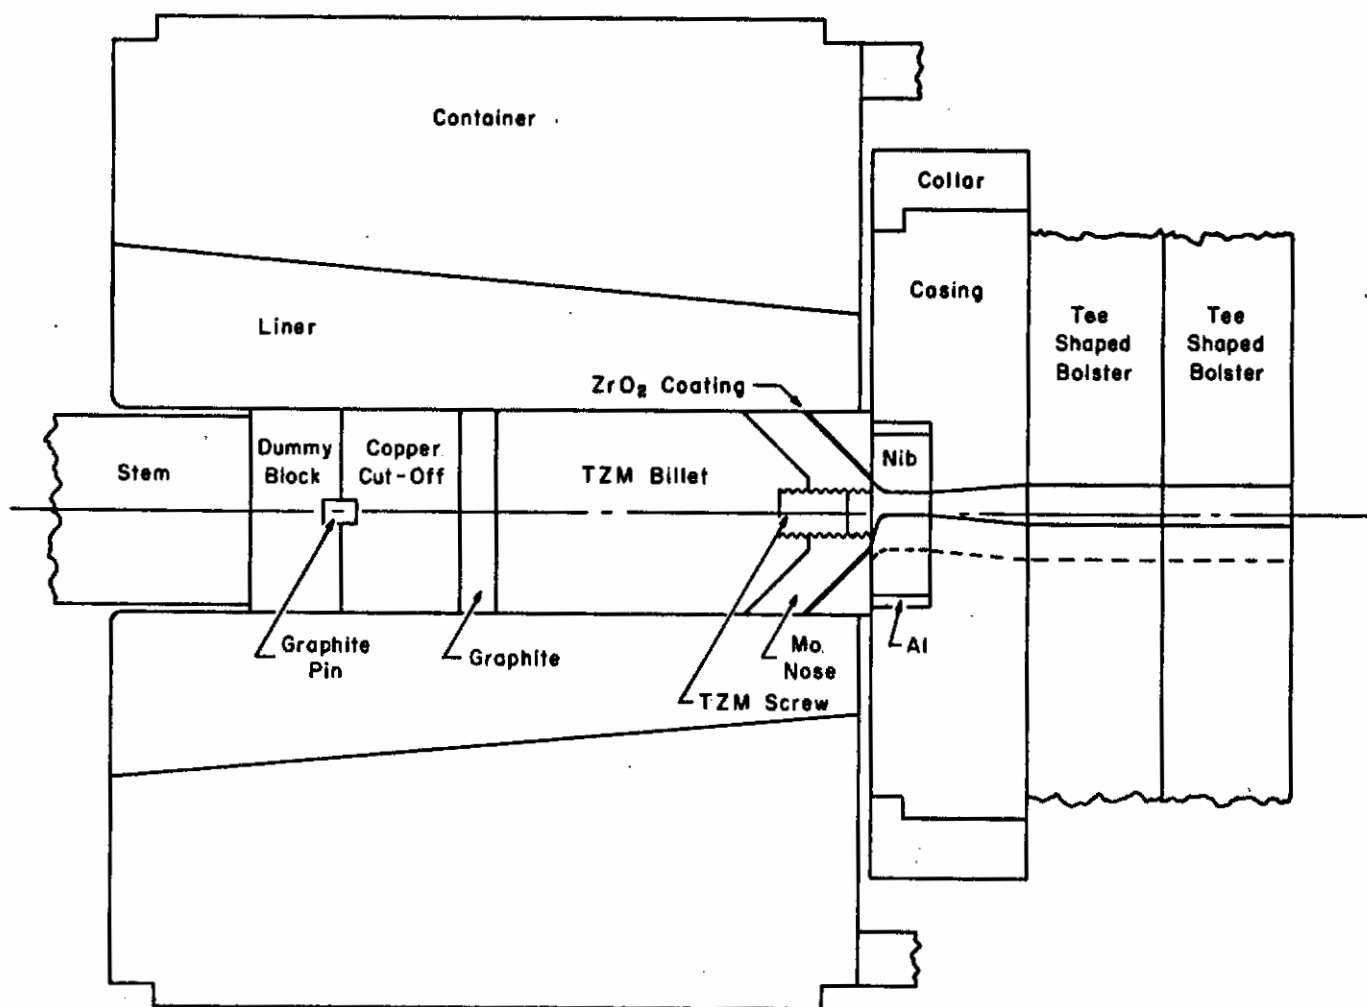 Container
Collar
Casing
Tee
Shaped
Bolster
Tee
Shaped
Bolster
Liner
ZrO₂ Coating
Stem
Dummy
Block
Copper
Cut-Off
TZM Billet
Nib
Graphite
Pin
Graphite
Mo.
Nose
Al
TZM Screw